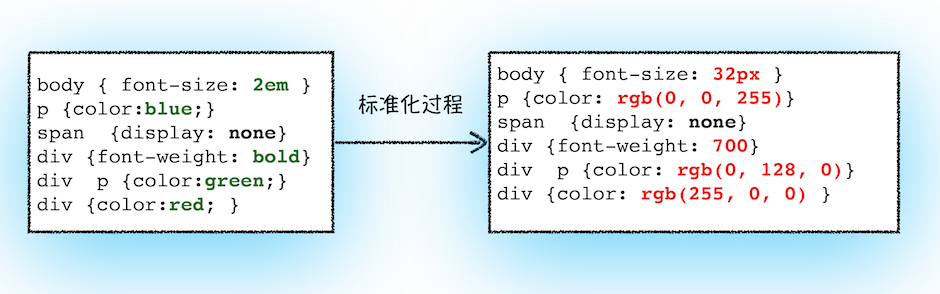 body { font-size: 2em }
p {color:blue;}
span  {display: none}
div {font-weight: bold}
div  p {color:green;}
div {color:red; }
标准化过程
body { font-size: 32px }
p {color: rgb(0, 0, 255)}
span  {display: none}
div {font-weight: 700}
div  p {color: rgb(0, 128, 0)}
div {color: rgb(255, 0, 0) }